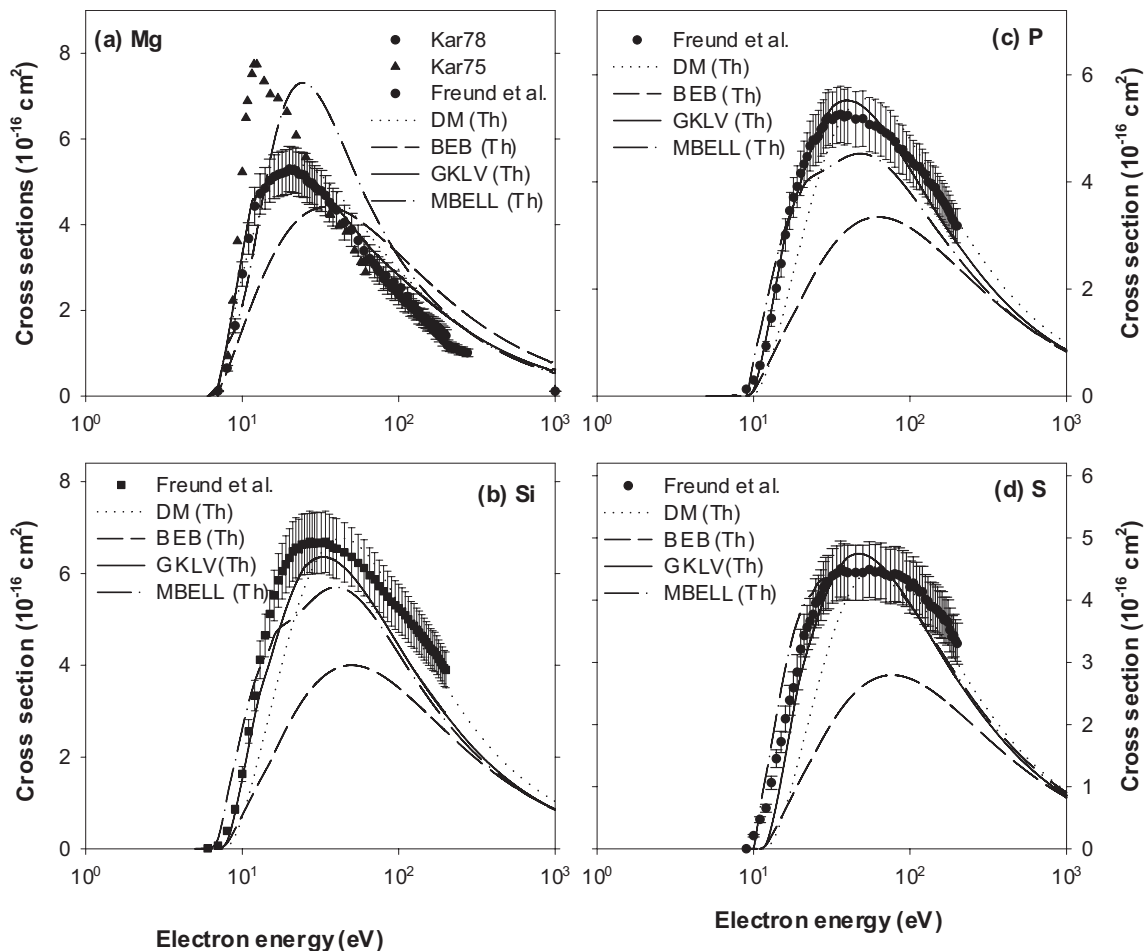 (a) Mg
Kar78
Kar75
Freund et al.
DM (Th)
BEB (Th)
GKLV (Th)
MBELL (Th)
Cross sections (10⁻¹⁶ cm²)
8
6
4
2
0
10⁰ 10¹ 10² 10³
(c) P
Freund et al.
DM (Th)
BEB (Th)
GKLV (Th)
MBELL (Th)
Cross section (10⁻¹⁶ cm²)
6
4
2
0
10⁰ 10¹ 10² 10³
(b) Si
Freund et al.
DM (Th)
BEB (Th)
GKLV(Th)
MBELL (Th)
Cross section (10⁻¹⁶ cm²)
8
6
4
2
0
10⁰ 10¹ 10² 10³
Electron energy (eV)
(d) S
Freund et al.
DM (Th)
BEB (Th)
GKLV(Th)
MBELL (Th)
Cross section (10⁻¹⁶ cm²)
6
5
4
3
2
1
0
10⁰ 10¹ 10² 10³
Electron energy (eV)